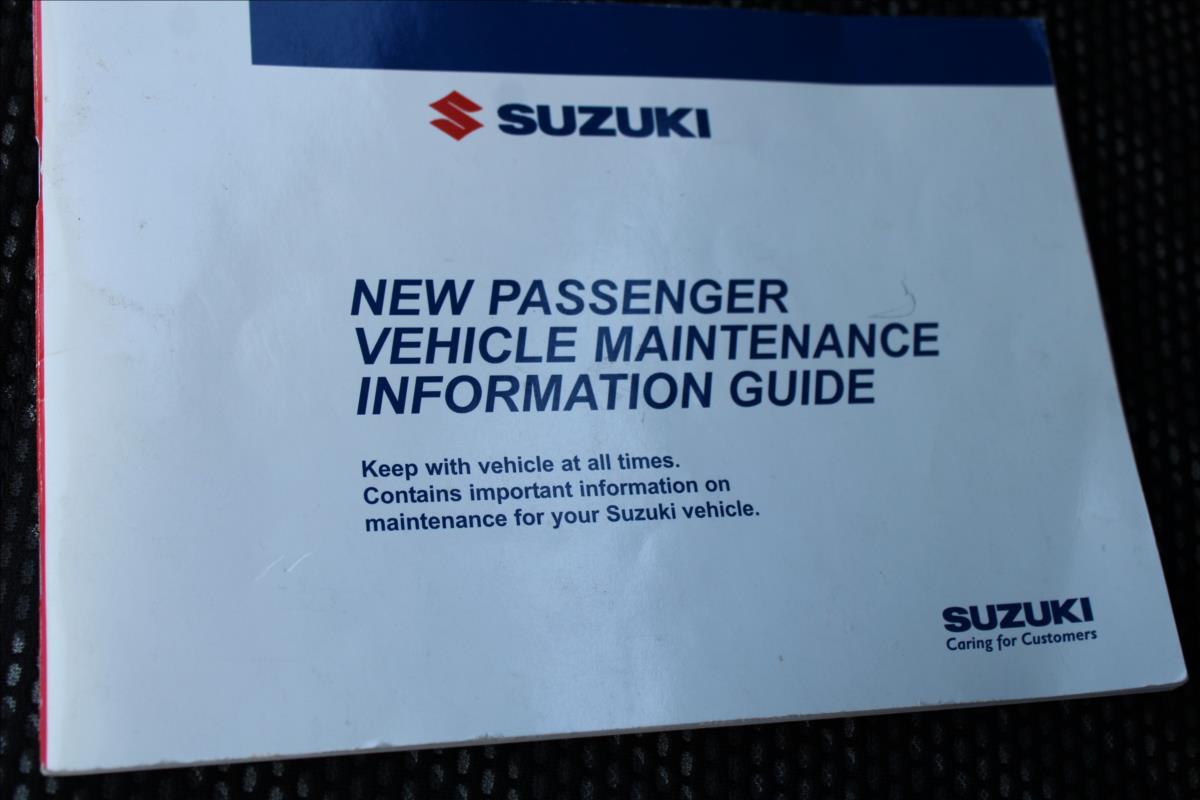 SUZUKI
NEW PASSENGER
VEHICLE MAINTENANCE
INFORMATION GUIDE
Keep with vehicle at all times.
Contains important information on
maintenance for your Suzuki vehicle.
SUZUKI
Caring for Customers